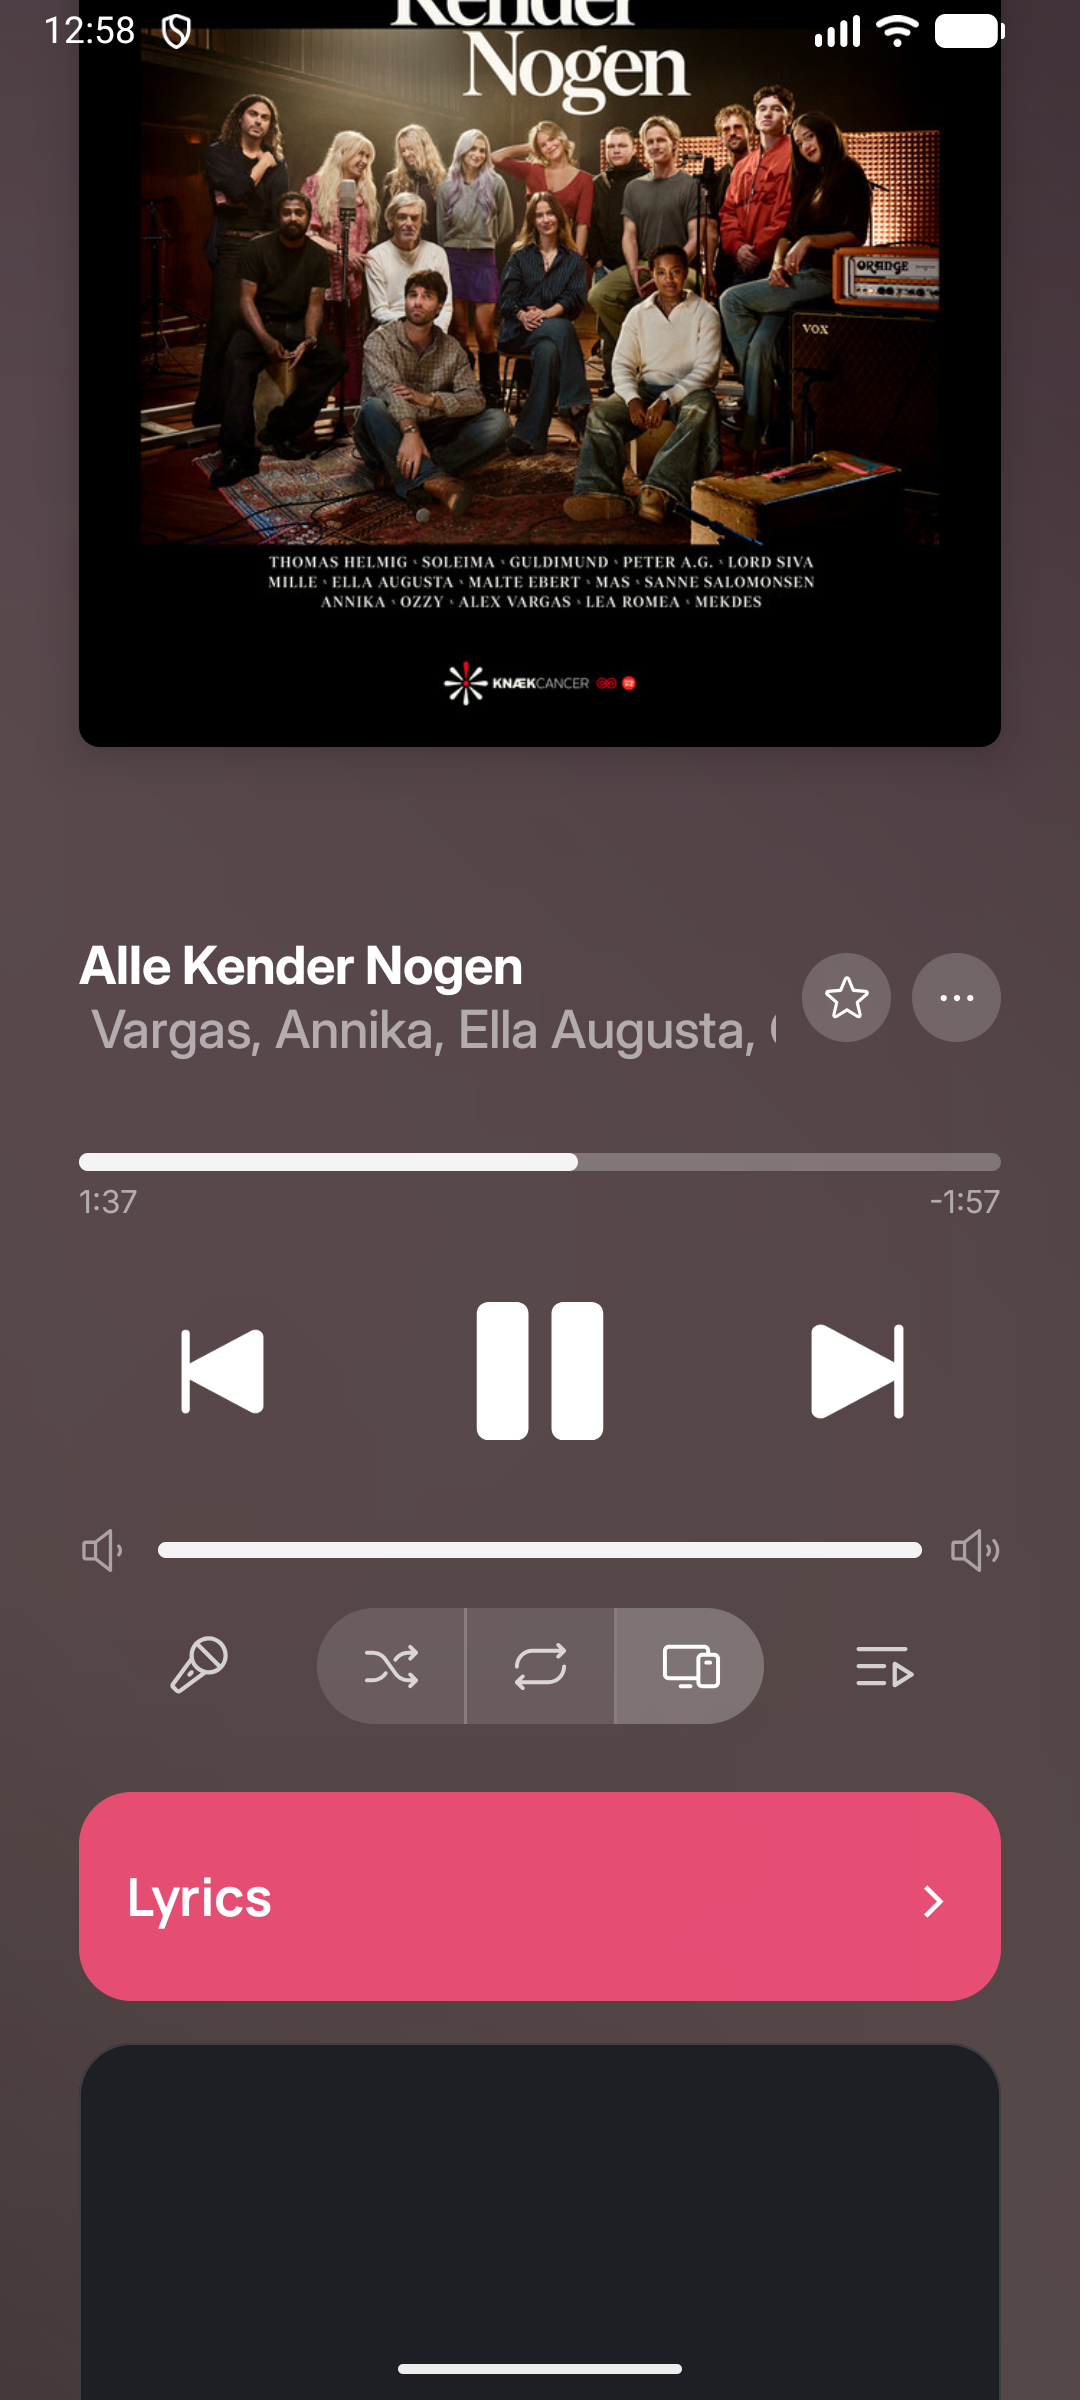 12:58
Kender
Nogen
ORANGE
VOX
THOMAS HELMIG × SOLEIMA × GULDIMUND × PETER A.G. × LORD SIVA
MILLE × ELLA AUGUSTA × MALTE EBERT × MAS × SANNE SALOMONSEN
ANNIKA × OZZY × ALEX VARGAS × LEA ROMEA × MEKDES
KNÆKCANCER
Alle Kender Nogen
Vargas, Annika, Ella Augusta,
1:37
-1:57
Lyrics